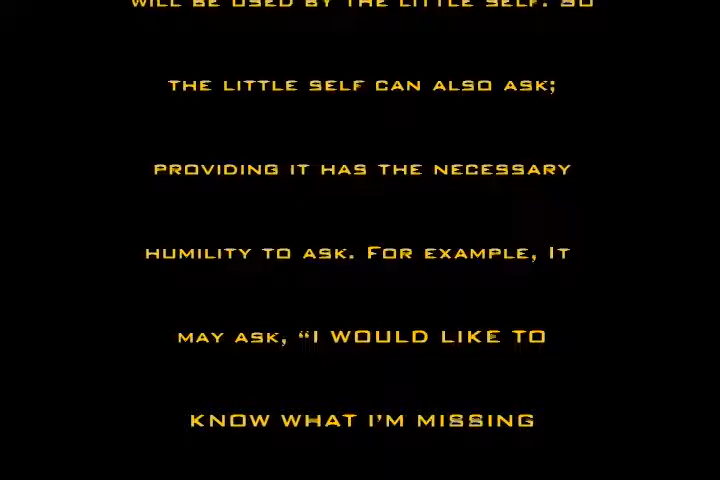 WILL BE USED BY THE LITTLE SELF. SO
THE LITTLE SELF CAN ALSO ASK;
PROVIDING IT HAS THE NECESSARY
HUMILITY TO ASK. FOR EXAMPLE, IT
MAY ASK, “I WOULD LIKE TO
KNOW WHAT I’M MISSING